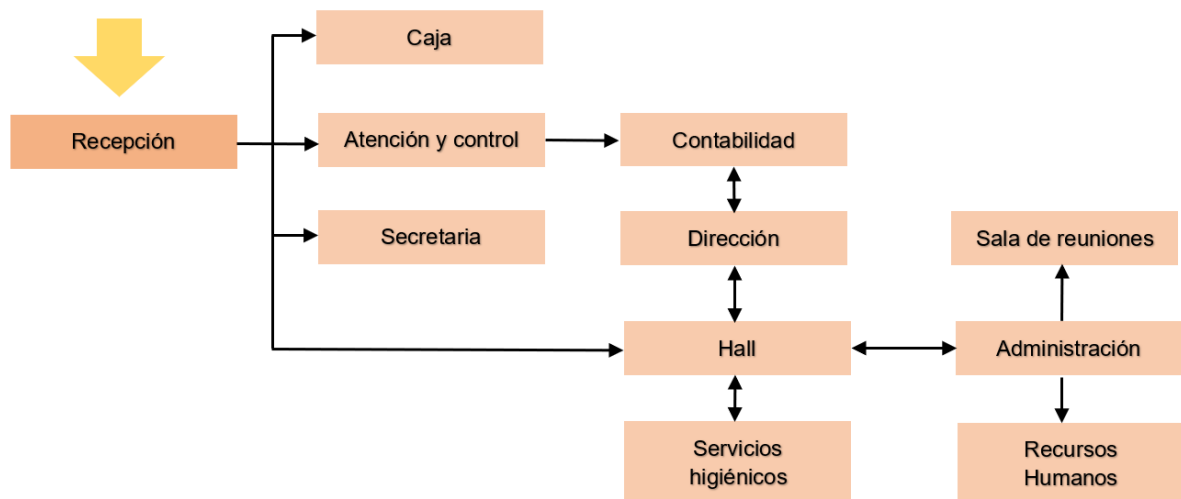 Caja
Recepción
Atención y control
Contabilidad
Secretaria
Dirección
Sala de reuniones
Hall
Administración
Servicios
higiénicos
Recursos
Humanos